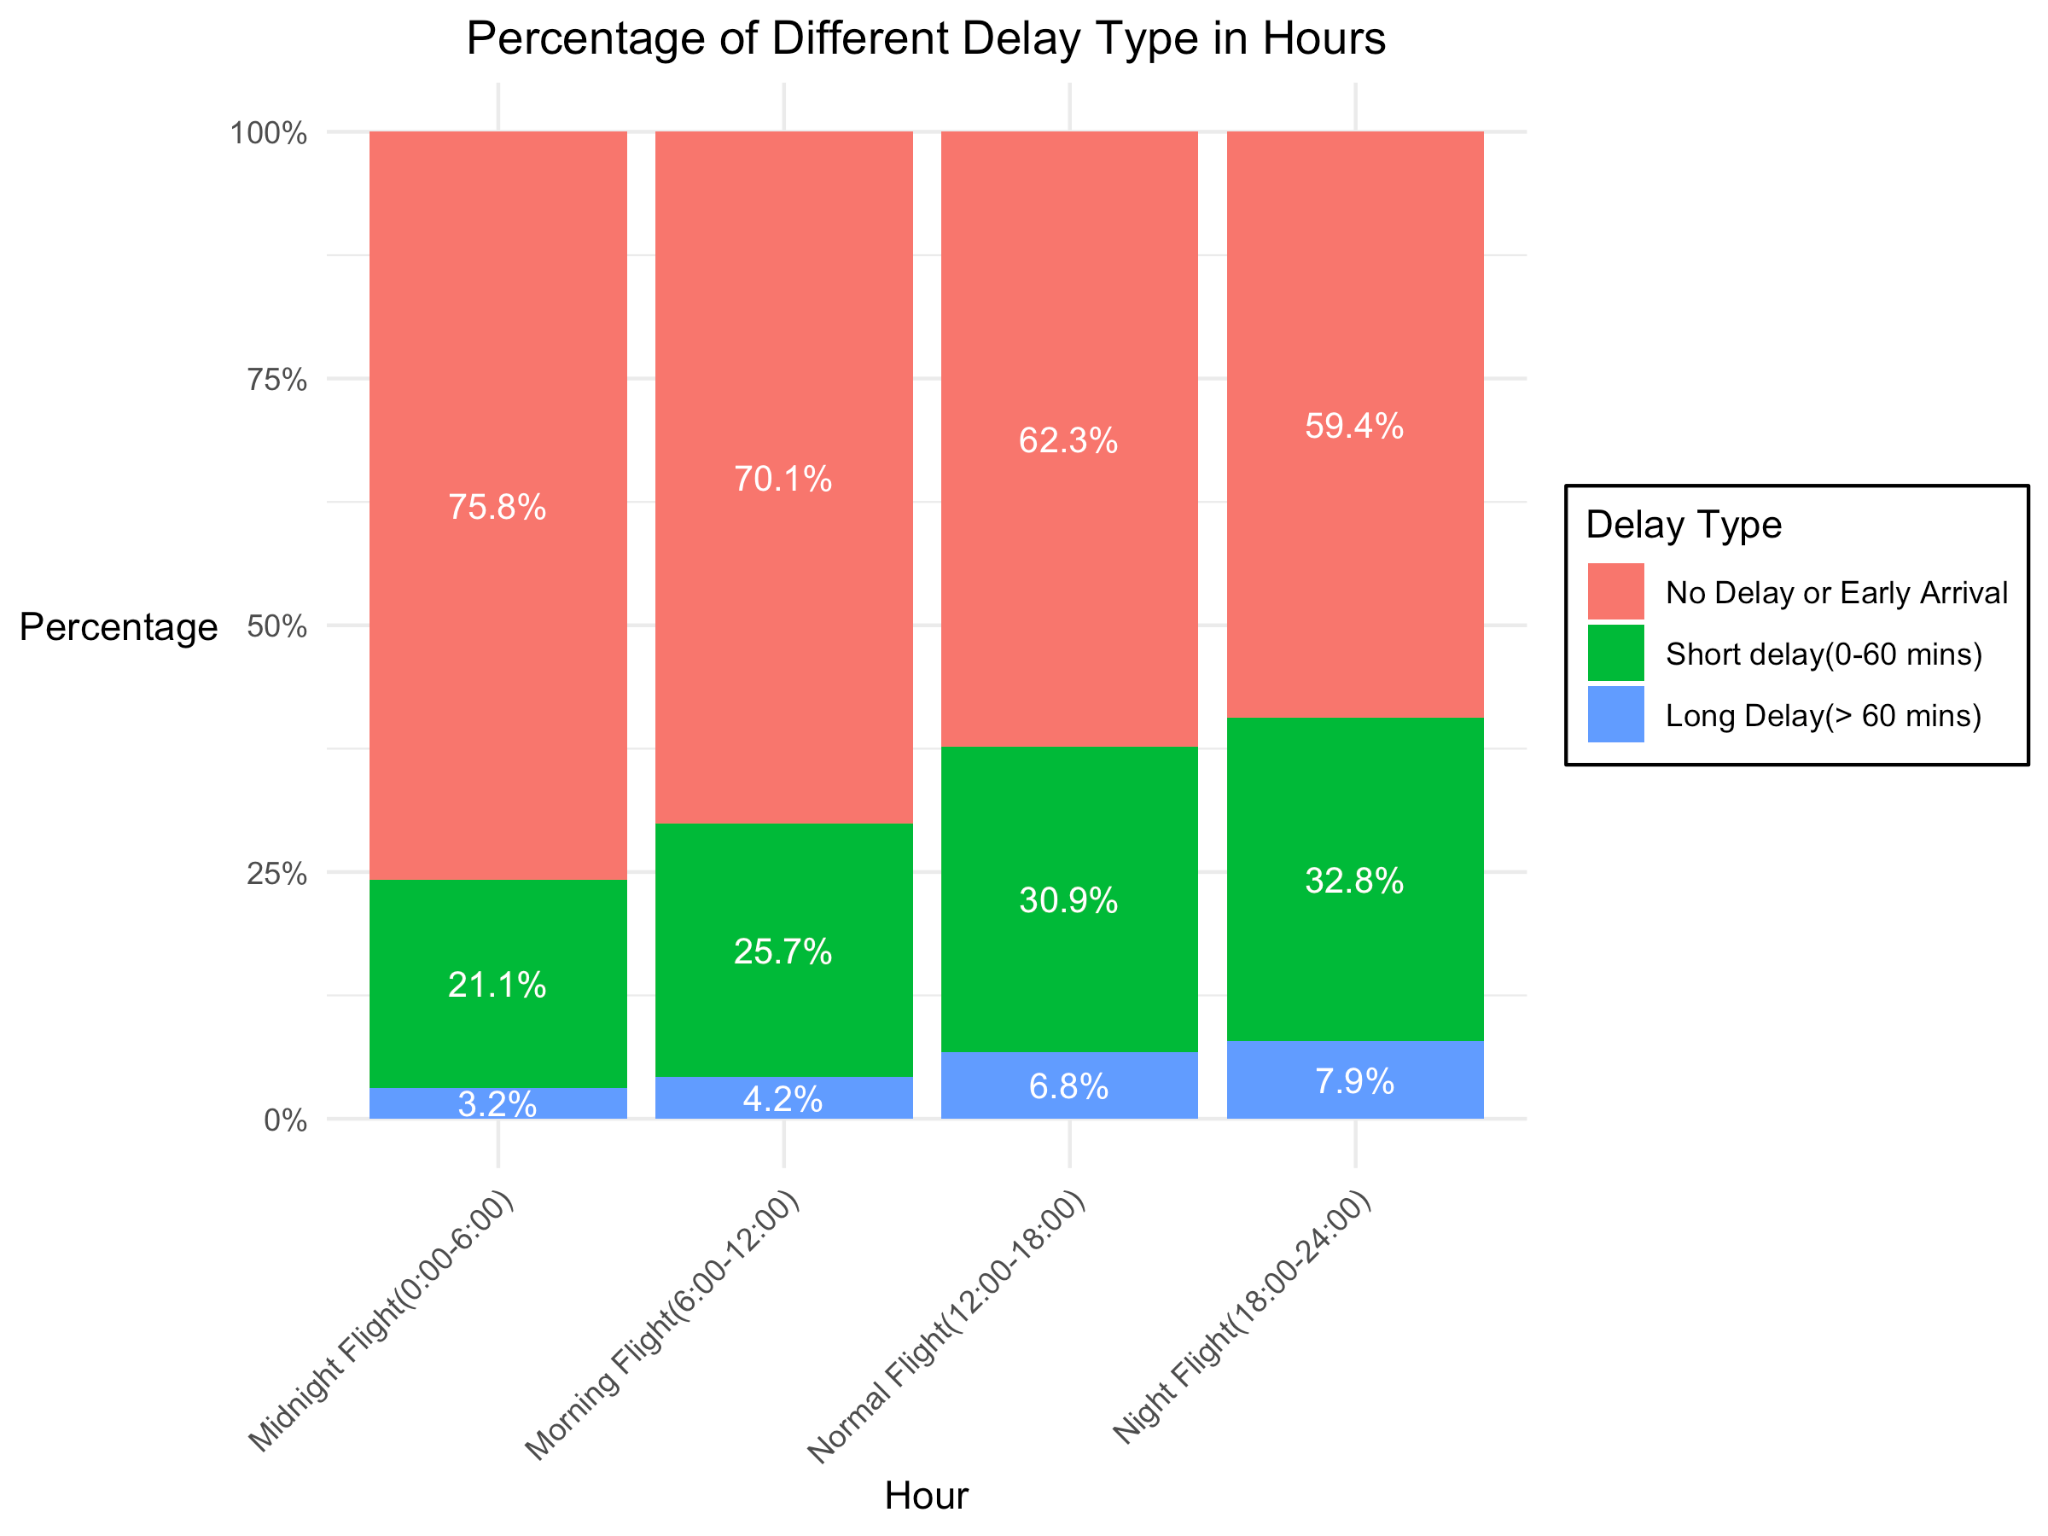 Percentage of Different Delay Type in Hours
Percentage
100%
75%
50%
25%
0%
75.8%
21.1%
3.2%
70.1%
25.7%
4.2%
62.3%
30.9%
6.8%
59.4%
32.8%
7.9%
Midnight Flight(0:00-6:00)
Morning Flight(6:00-12:00)
Normal Flight(12:00-18:00)
Night Flight(18:00-24:00)
Hour
Delay Type
No Delay or Early Arrival
Short delay(0-60 mins)
Long Delay(> 60 mins)